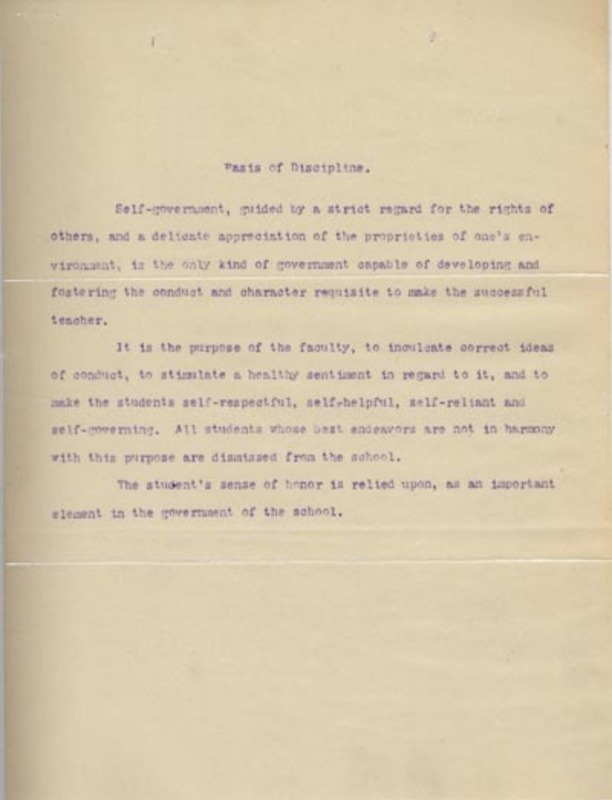 Basis of Discipline.
Self-government, guided by a strict regard for the rights of
others, and a delicate appreciation of the proprieties of one's en-
vironment, is the only kind of government capable of developing and
fostering the conduct and character requisite to make the successful
teacher.
It is the purpose of the faculty, to inculcate correct ideas
of conduct, to stimulate a healthy sentiment in regard to it, and to
make the students self-respectful, self-helpful, self-reliant and
self-governing. All students whose best endeavors are not in harmony
with this purpose are dismissed from the school.
The student's sense of honor is relied upon, as an important
element in the government of the school.